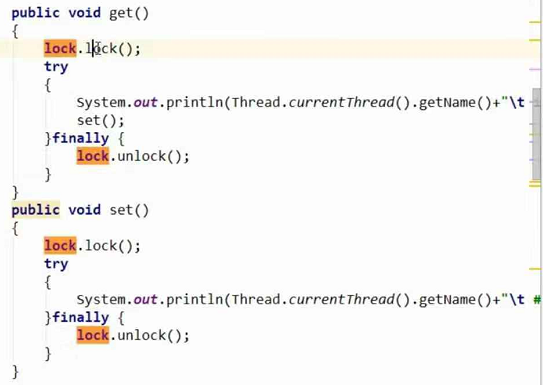 public void get()
{
lock.lock();
try
{
System.out.println(Thread.currentThread().getName()+"\t
set();
}finally {
lock.unlock();
}
}
public void set()
{
lock.lock();
try
{
System.out.println(Thread.currentThread().getName()+"\t #
}finally {
lock.unlock();
}
}